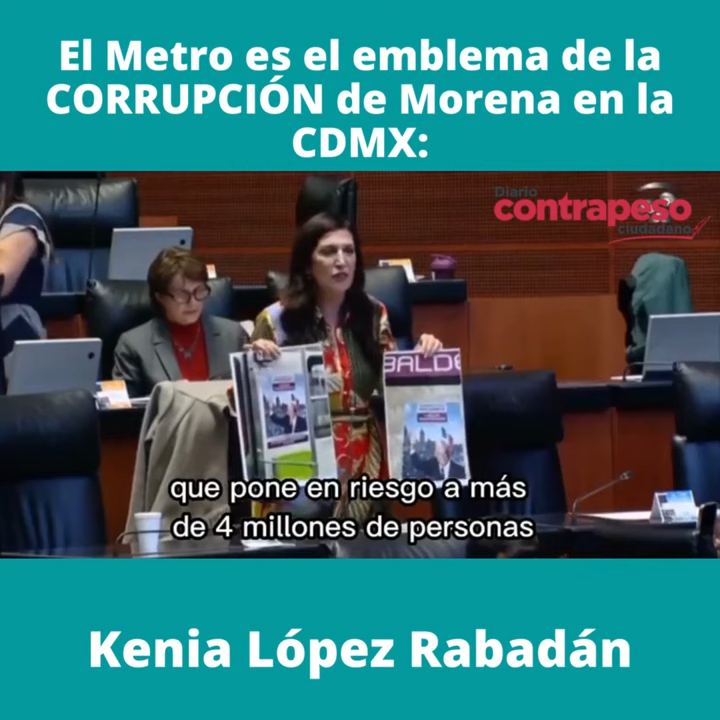 El Metro es el emblema de la
CORRUPCIÓN de Morena en la
CDMX:
Diario
contrapeso
ciudadano
BALDE
que pone en riesgo a más
de 4 millones de personas
Kenia López Rabadán